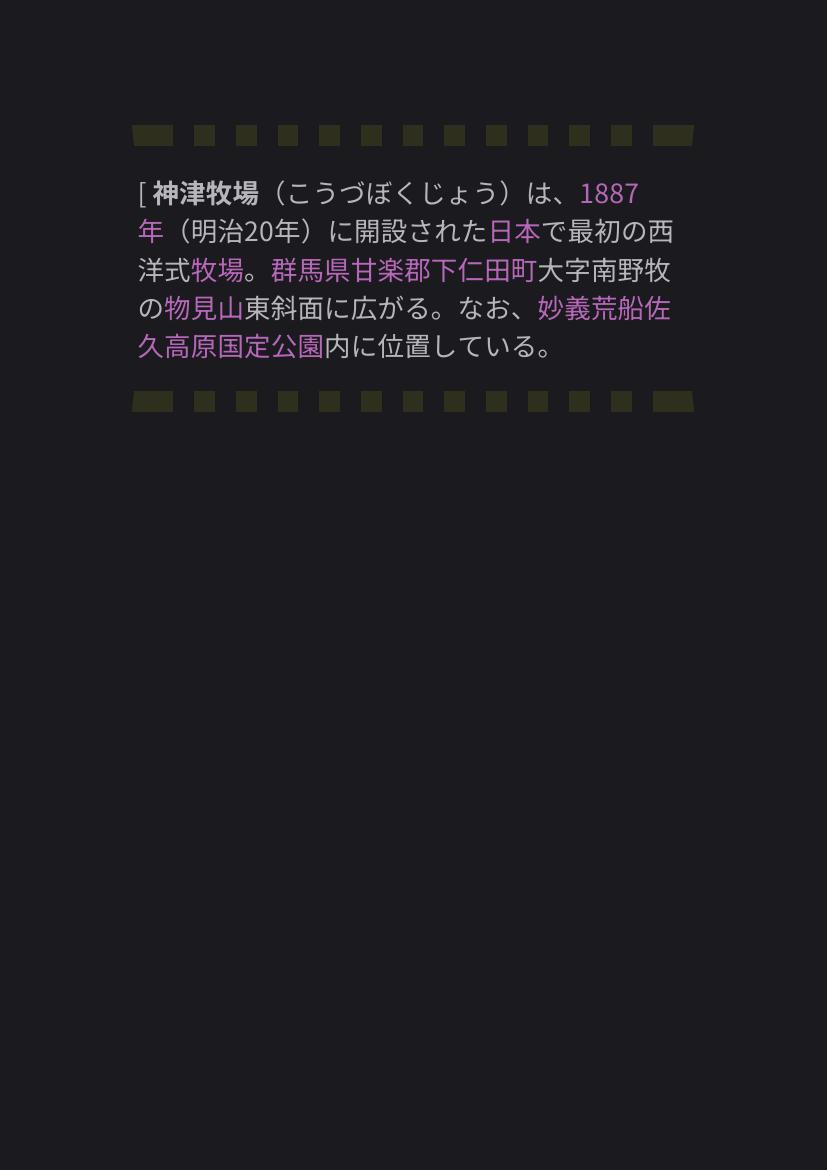 [ 神津牧場（こうづぼくじょう）は、1887
年（明治20年）に開設された日本で最初の西
洋式牧場。群馬県甘楽郡下仁田町大字南野牧
の物見山東斜面に広がる。なお、妙義荒船佐
久高原国定公園内に位置している。